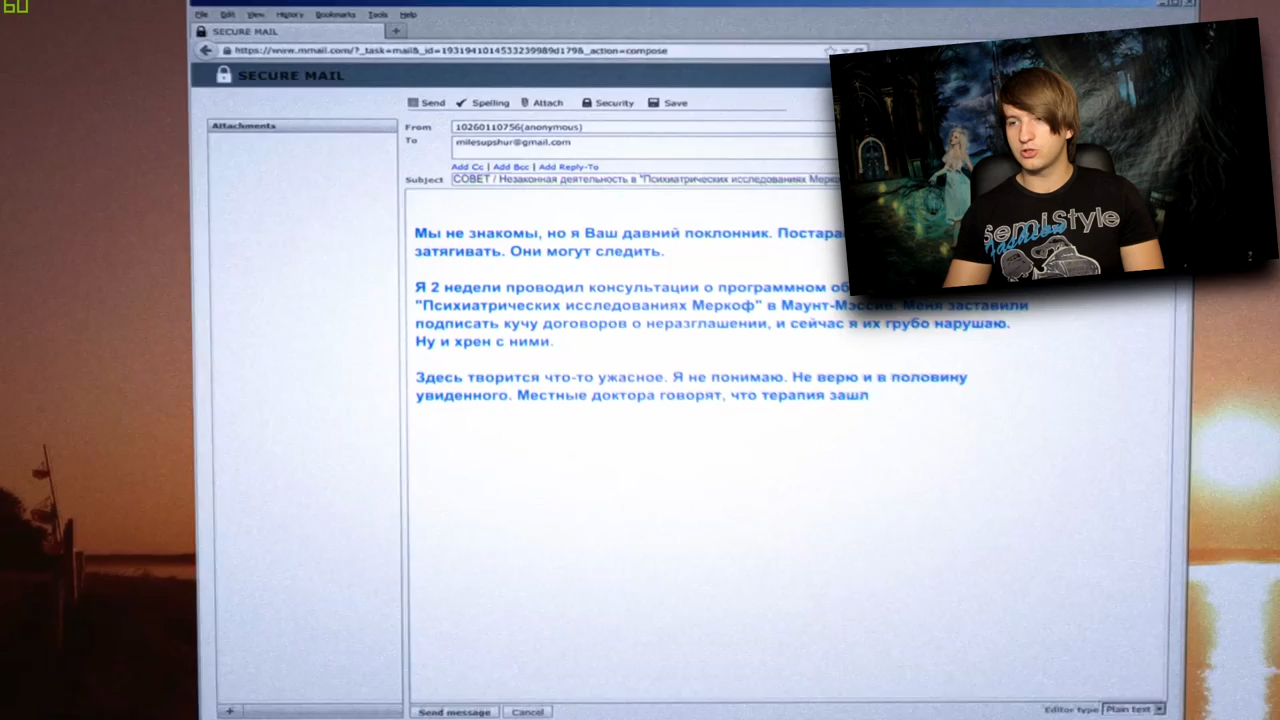 60
File Edit View History Bookmarks Tools Help
SECURE MAIL
https://www.mmail.com/?_task=mail&_id=1931941014533239989d179&_action=compose
SECURE MAIL
Send Spelling Attach Security Save
Attachments
From 10260110756(anonymous)
To milesupshur@gmail.com
Add Cc | Add Bcc | Add Reply-To
Subject СОВЕТ / Незаконная деятельность в "Психиатрических исследованиях
Мы не знакомы, но я Ваш давний поклонник.
затягивать. Они могут следить.
Я 2 недели проводил консультации о программном
"Психиатрических исследованиях Меркоф" в Маунт-Мэссив. Меня заставили
подписать кучу договоров о неразглашении, и сейчас я их грубо нарушаю.
Ну и хрен с ними.
Здесь творится что-то ужасное. Я не понимаю. Не верю и в половину
увиденного. Местные доктора говорят, что терапия зашл
SemiStyle
Fashion
Send message Cancel
Editor type Plain text